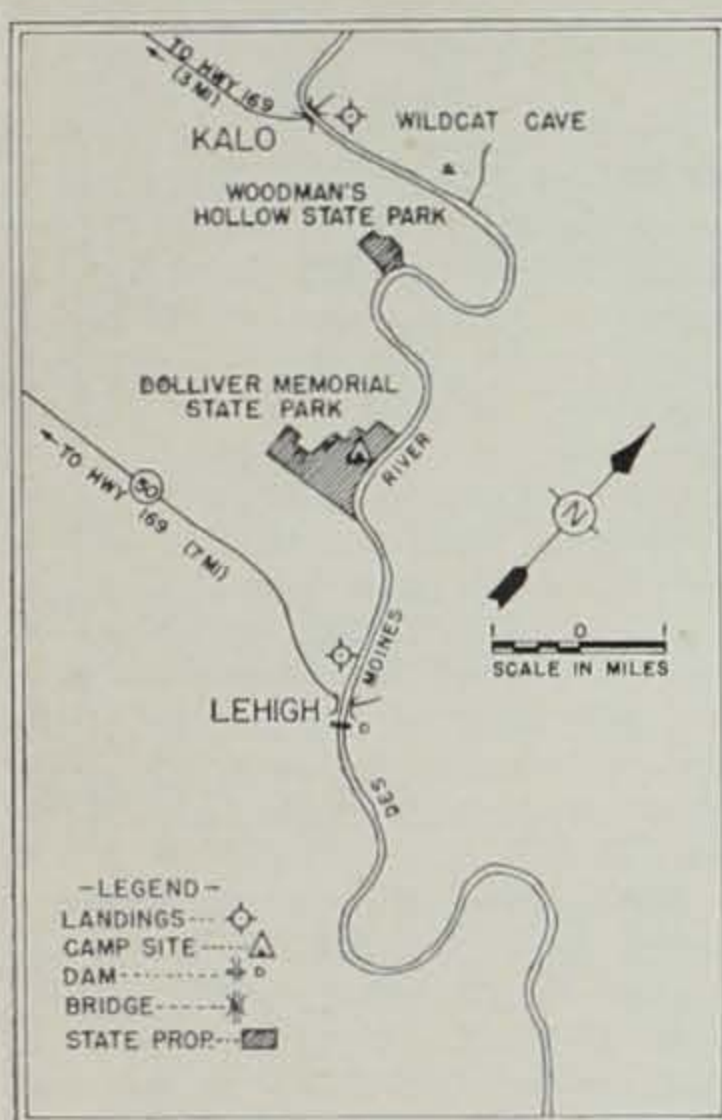 TO HWY 169
(3 MI)
KALO
WILDCAT CAVE
WOODMAN'S
HOLLOW STATE PARK
DOLLIVER MEMORIAL
STATE PARK
RIVER
50
TO HWY 169 (7 MI)
N
1 0 1
SCALE IN MILES
MOINES
LEHIGH
D
DES
-LEGEND-
LANDINGS---
CAMP SITE------
DAM---------- D
BRIDGE------
STATE PROP.---